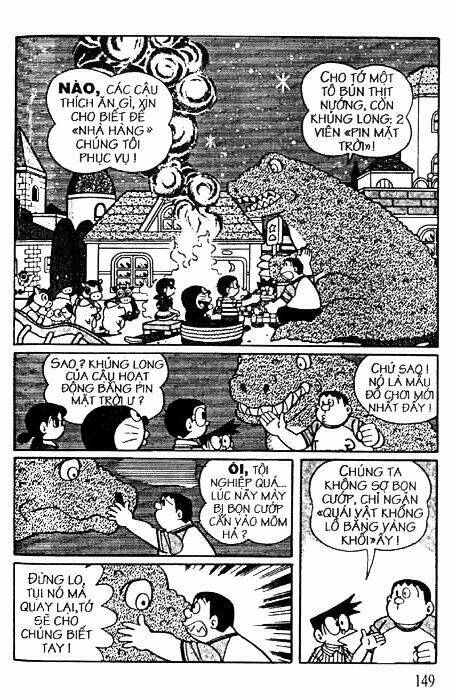 NÀO, CÁC CẬU
THÍCH ĂN GÌ, XIN
CHO BIẾT ĐỂ
«NHÀ HÀNG»
CHÚNG TÔI
PHỤC VỤ !
CHO TỚ MỘT
TÔ BÚN THỊT
NƯỚNG, CÒN
KHỦNG LONG: 2
VIÊN «PIN MẶT
TRỜI»!
SAO ? KHỦNG LONG
CỦA CẬU HOẠT
ĐỘNG BẰNG PIN
MẶT TRỜI Ư ?
CHỨ SAO !
NÓ LÀ MẪU
ĐỒ CHƠI MỚI
NHẤT ĐẤY !
ÔI, TỘI
NGHIỆP QUÁ...
LÚC NÃY MÀY
BỊ BỌN CƯỚP
CẮN VÀO MÕM
HẢ ?
CHÚNG TA
KHÔNG SỢ BỌN
CƯỚP, CHỈ NGÁN
«QUÁI VẬT KHỔNG
LỒ BẰNG VÀNG
KHỐI» ẤY !
ĐỪNG LO,
TỤI NÓ MÀ
QUAY LẠI,TỚ
SẼ CHO
CHÚNG BIẾT
TAY !
149